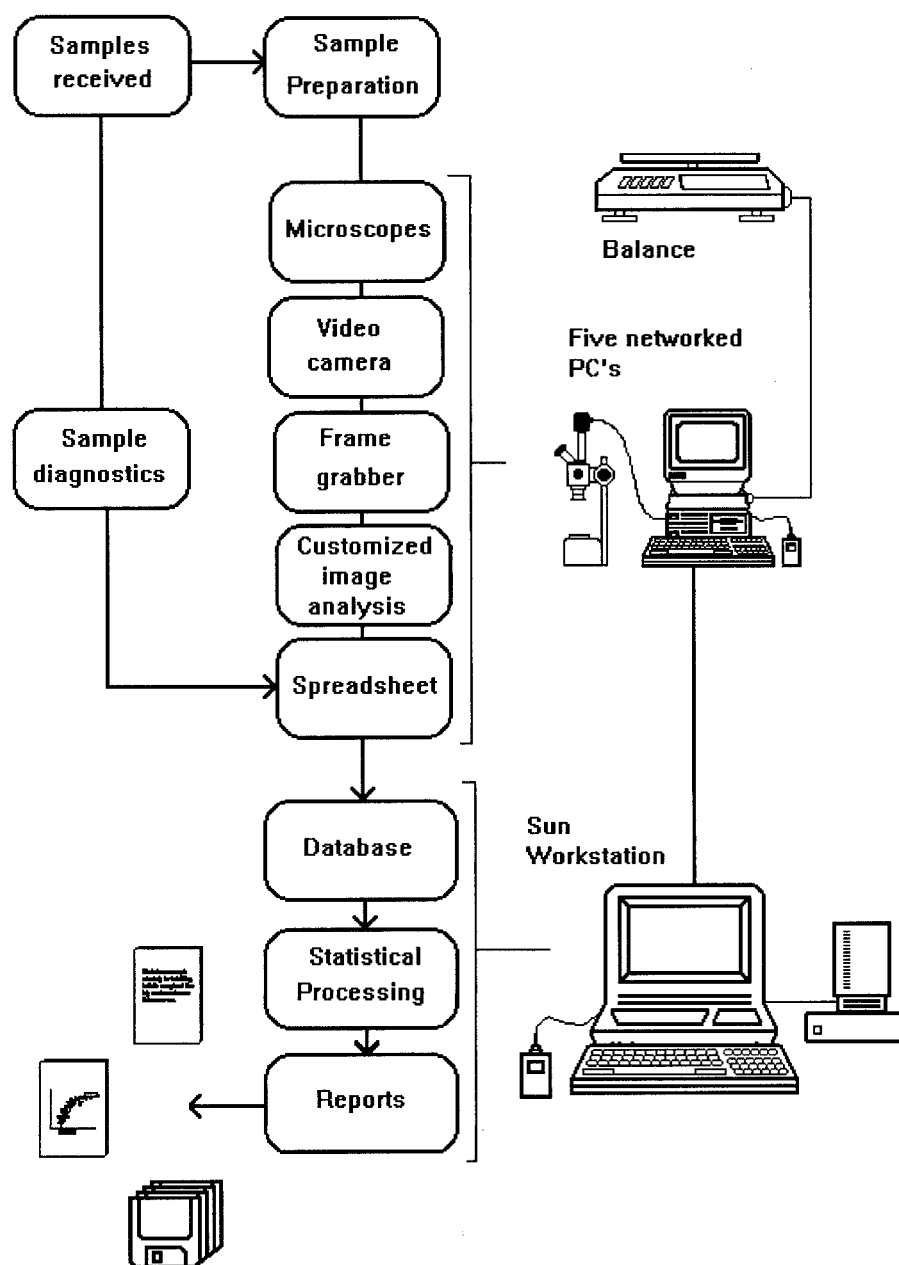 Samples
received
Sample
Preparation
Microscopes
Balance
Video
camera
Five networked
PC's
Sample
diagnostics
Frame
grabber
Customized
image
analysis
Spreadsheet
Database
Sun
Workstation
Statistical
Processing
Reports